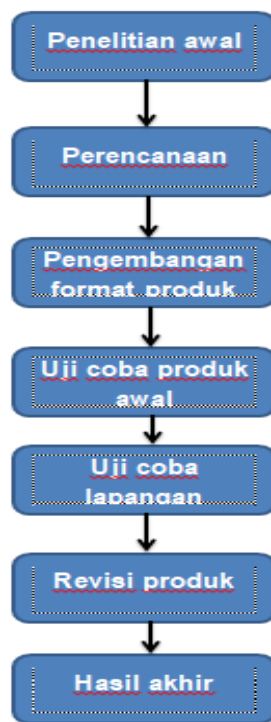 Penelitian awal
Perencanaan
Pengembangan
format produk
Uji coba produk
awal
Uji coba
lapangan
Revisi produk
Hasil akhir